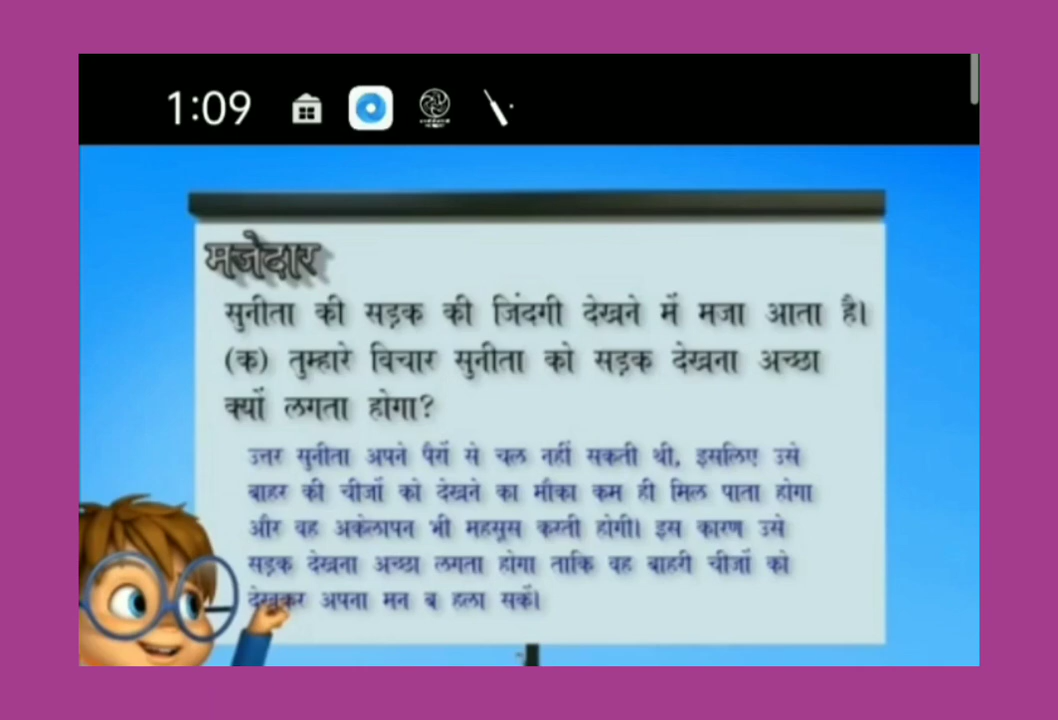 1:09
मजेदार
सुनीता की सड़क की जिंदगी देखने में मजा आता है।
(क) तुम्हारे विचार सुनीता को सड़क देखना अच्छा
क्यों लगता होगा?
उत्तर सुनीता अपने पैरों से चल नहीं सकती थी, इसलिए उसे
बाहर की चीजों को देखने का मौका कम ही मिल पाता होगा
और वह अकेलापन भी महसूस करती होगी। इस कारण उसे
सड़क देखना अच्छा लगता होगा ताकि वह बाहरी चीजों को
देखकर अपना मन ब हला सकें।